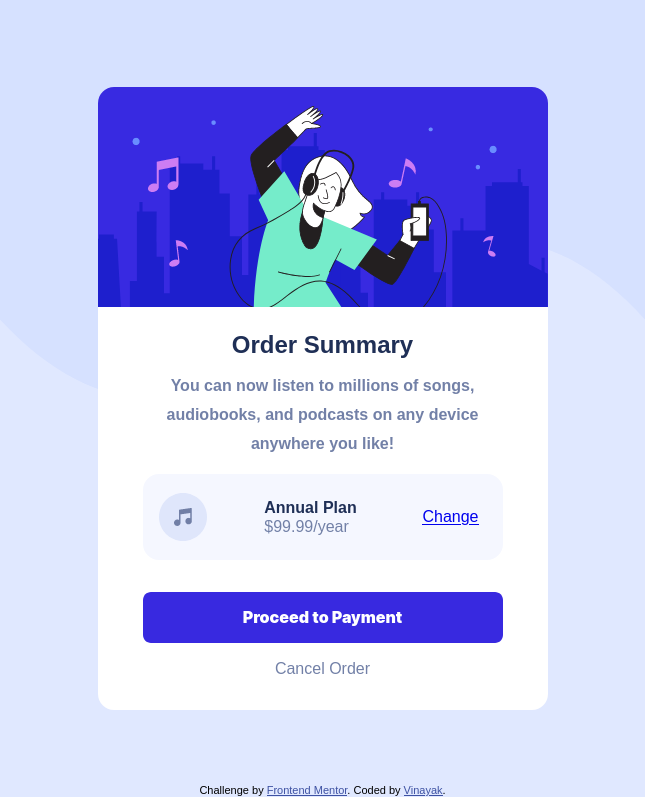 Order Summary
You can now listen to millions of songs,
audiobooks, and podcasts on any device
anywhere you like!
Annual Plan
$99.99/year
Change
Proceed to Payment
Cancel Order
Challenge by Frontend Mentor. Coded by Vinayak.